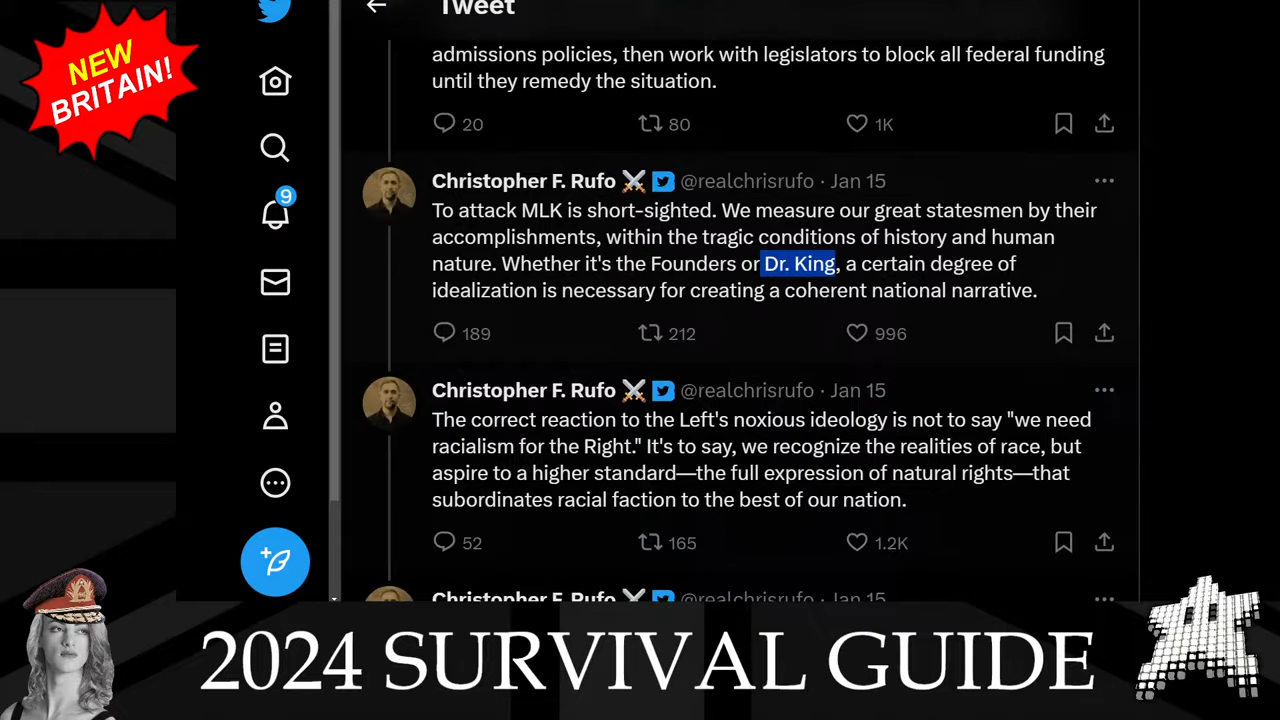 NEW
BRITAIN!
Tweet
admissions policies, then work with legislators to block all federal funding
until they remedy the situation.
20 80 1K
Christopher F. Rufo ⚔️ @realchrisrufo · Jan 15
To attack MLK is short-sighted. We measure our great statesmen by their
accomplishments, within the tragic conditions of history and human
nature. Whether it's the Founders or Dr. King, a certain degree of
idealization is necessary for creating a coherent national narrative.
189 212 996
Christopher F. Rufo ⚔️ @realchrisrufo · Jan 15
The correct reaction to the Left's noxious ideology is not to say "we need
racialism for the Right." It's to say, we recognize the realities of race, but
aspire to a higher standard—the full expression of natural rights—that
subordinates racial faction to the best of our nation.
52 165 1.2K
Christopher F. Rufo ⚔️ @realchrisrufo · Jan 15
9
2024 SURVIVAL GUIDE